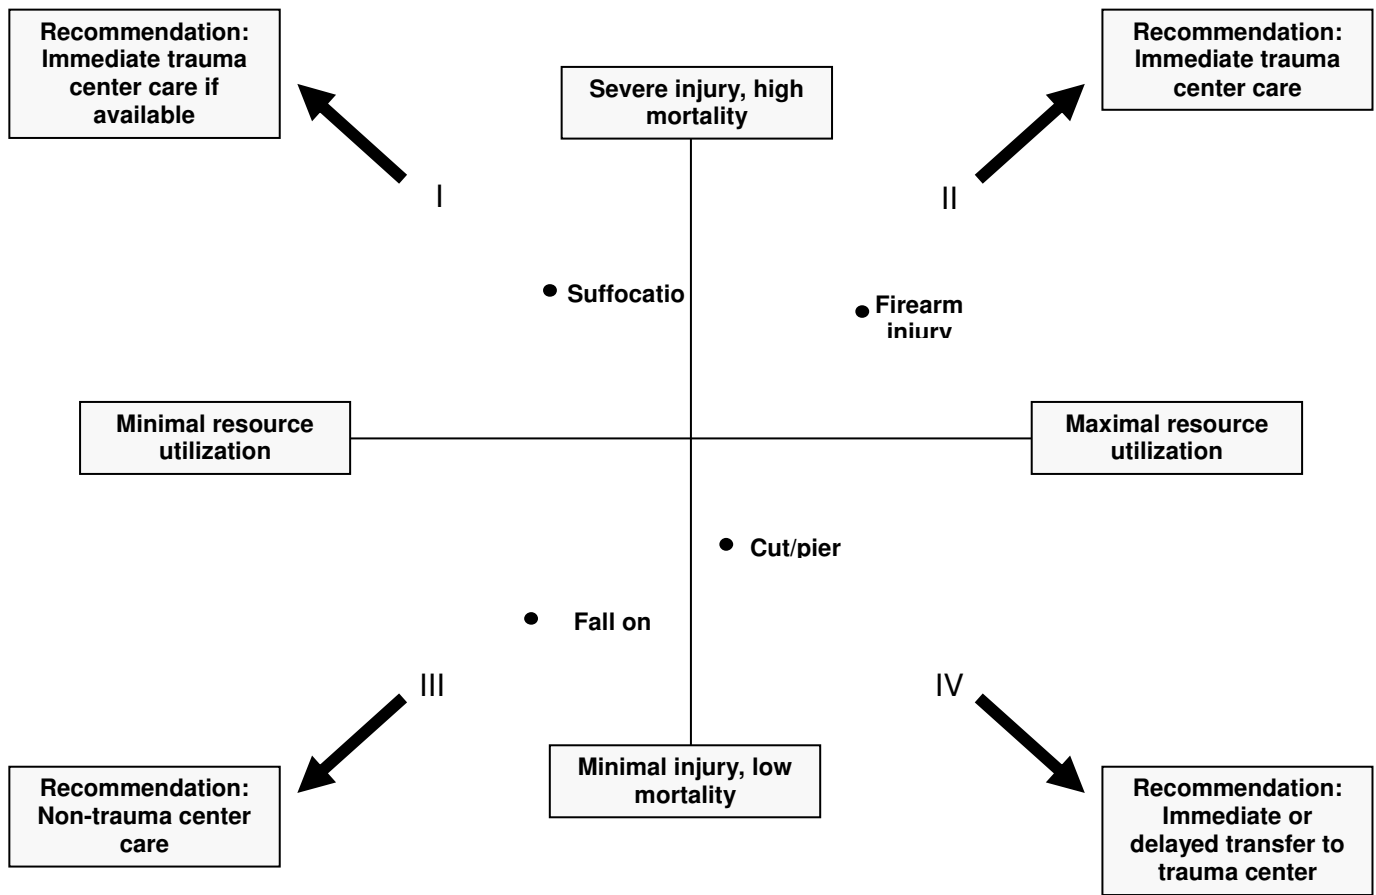 Recommendation:
Immediate trauma
center care if
available
Severe injury, high
mortality
Recommendation:
Immediate trauma
center care
I
II
Suffocatio
Firearm
injury
Minimal resource
utilization
Maximal resource
utilization
Cut/pier
Fall on
III
IV
Recommendation:
Non-trauma center
care
Minimal injury, low
mortality
Recommendation:
Immediate or
delayed transfer to
trauma center